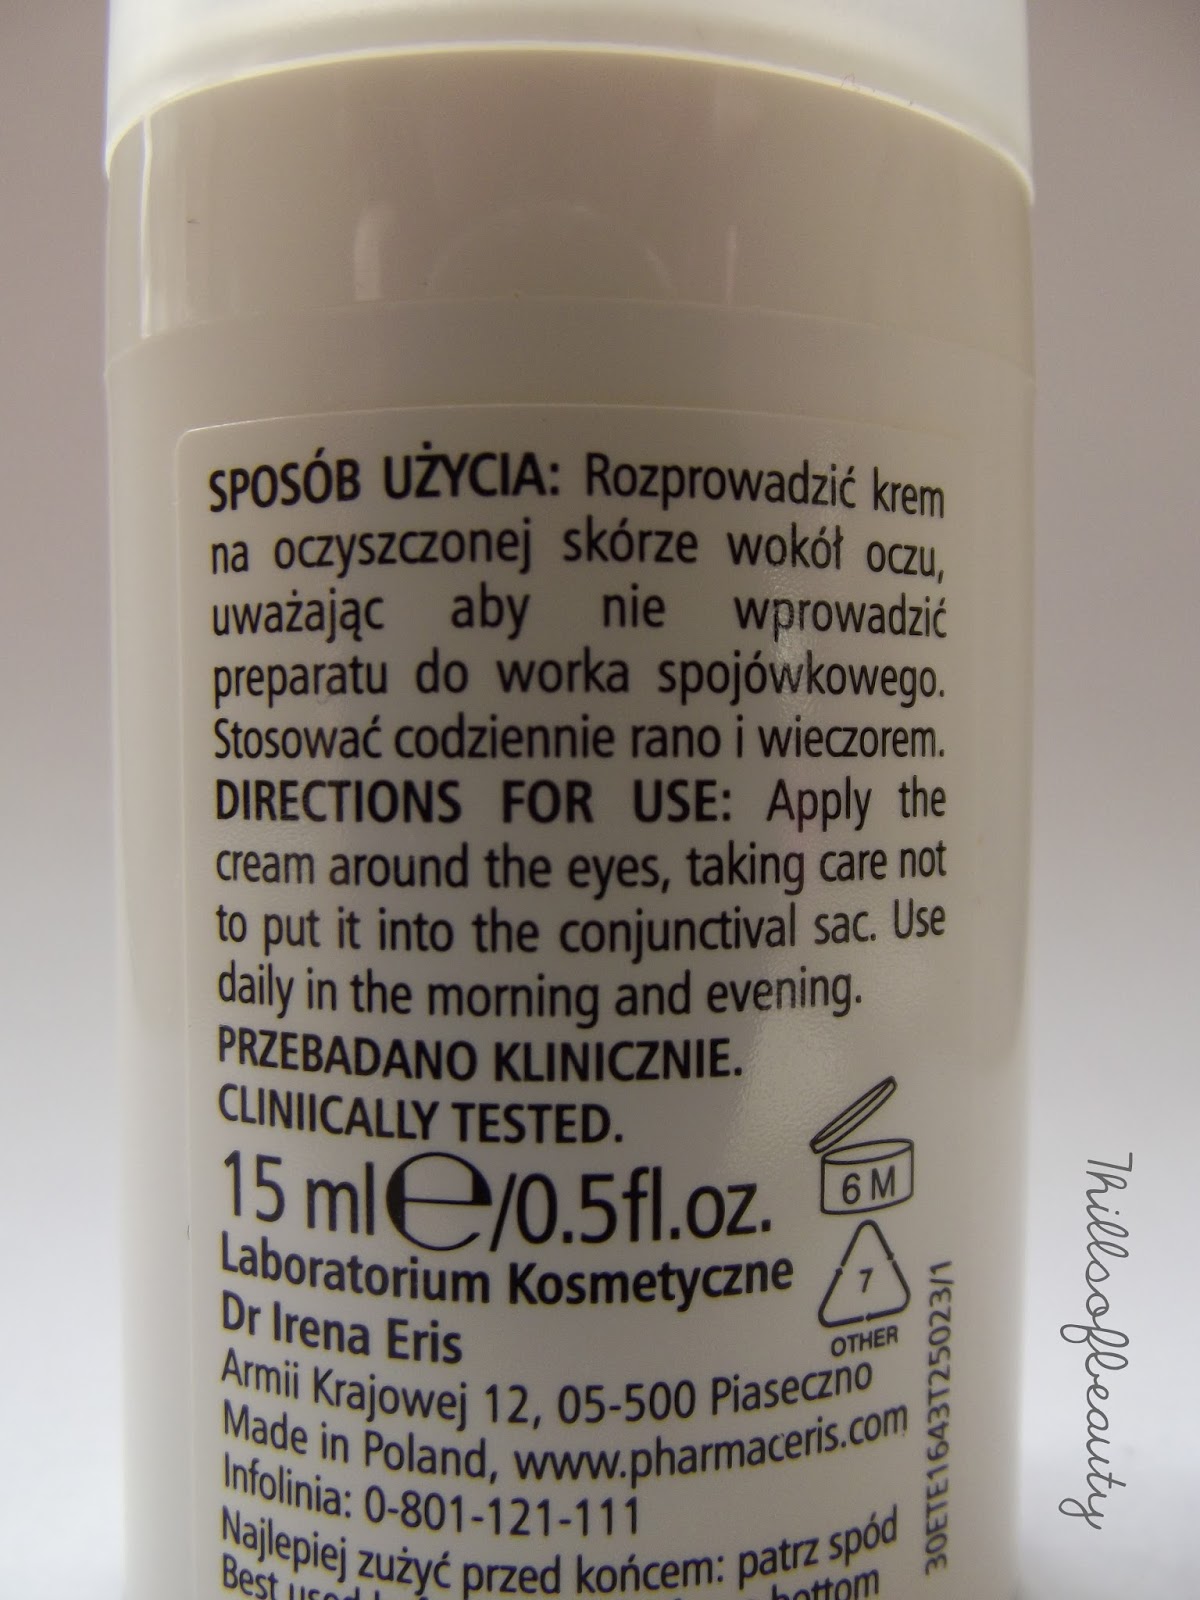 SPOSÓB UŻYCIA: Rozprowadzić krem
na oczyszczonej skórze wokół oczu,
uważając aby nie wprowadzić
preparatu do worka spojówkowego.
Stosować codziennie rano i wieczorem.
DIRECTIONS FOR USE: Apply the
cream around the eyes, taking care not
to put it into the conjunctival sac. Use
daily in the morning and evening.
PRZEBADANO KLINICZNIE.
CLINIICALLY TESTED.
15 ml e/0.5fl.oz.
6 M
7
OTHER
Laboratorium Kosmetyczne
Dr Irena Eris
Armii Krajowej 12, 05-500 Piaseczno
Made in Poland, www.pharmaceris.com
Infolinia: 0-801-121-111
Najlepiej zużyć przed końcem: patrz spód
Best used bottom
30ETE1643T25023/1
Thillsofbeauty